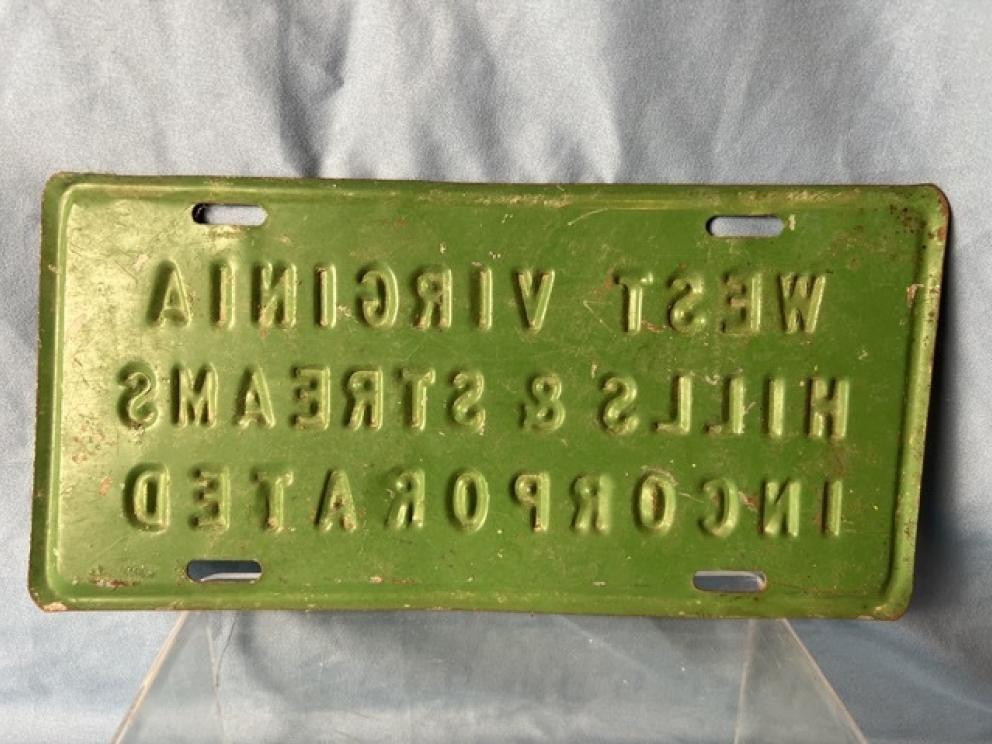 WEST VIRGINIA
HILLS & STREAMS
INCORPORATED